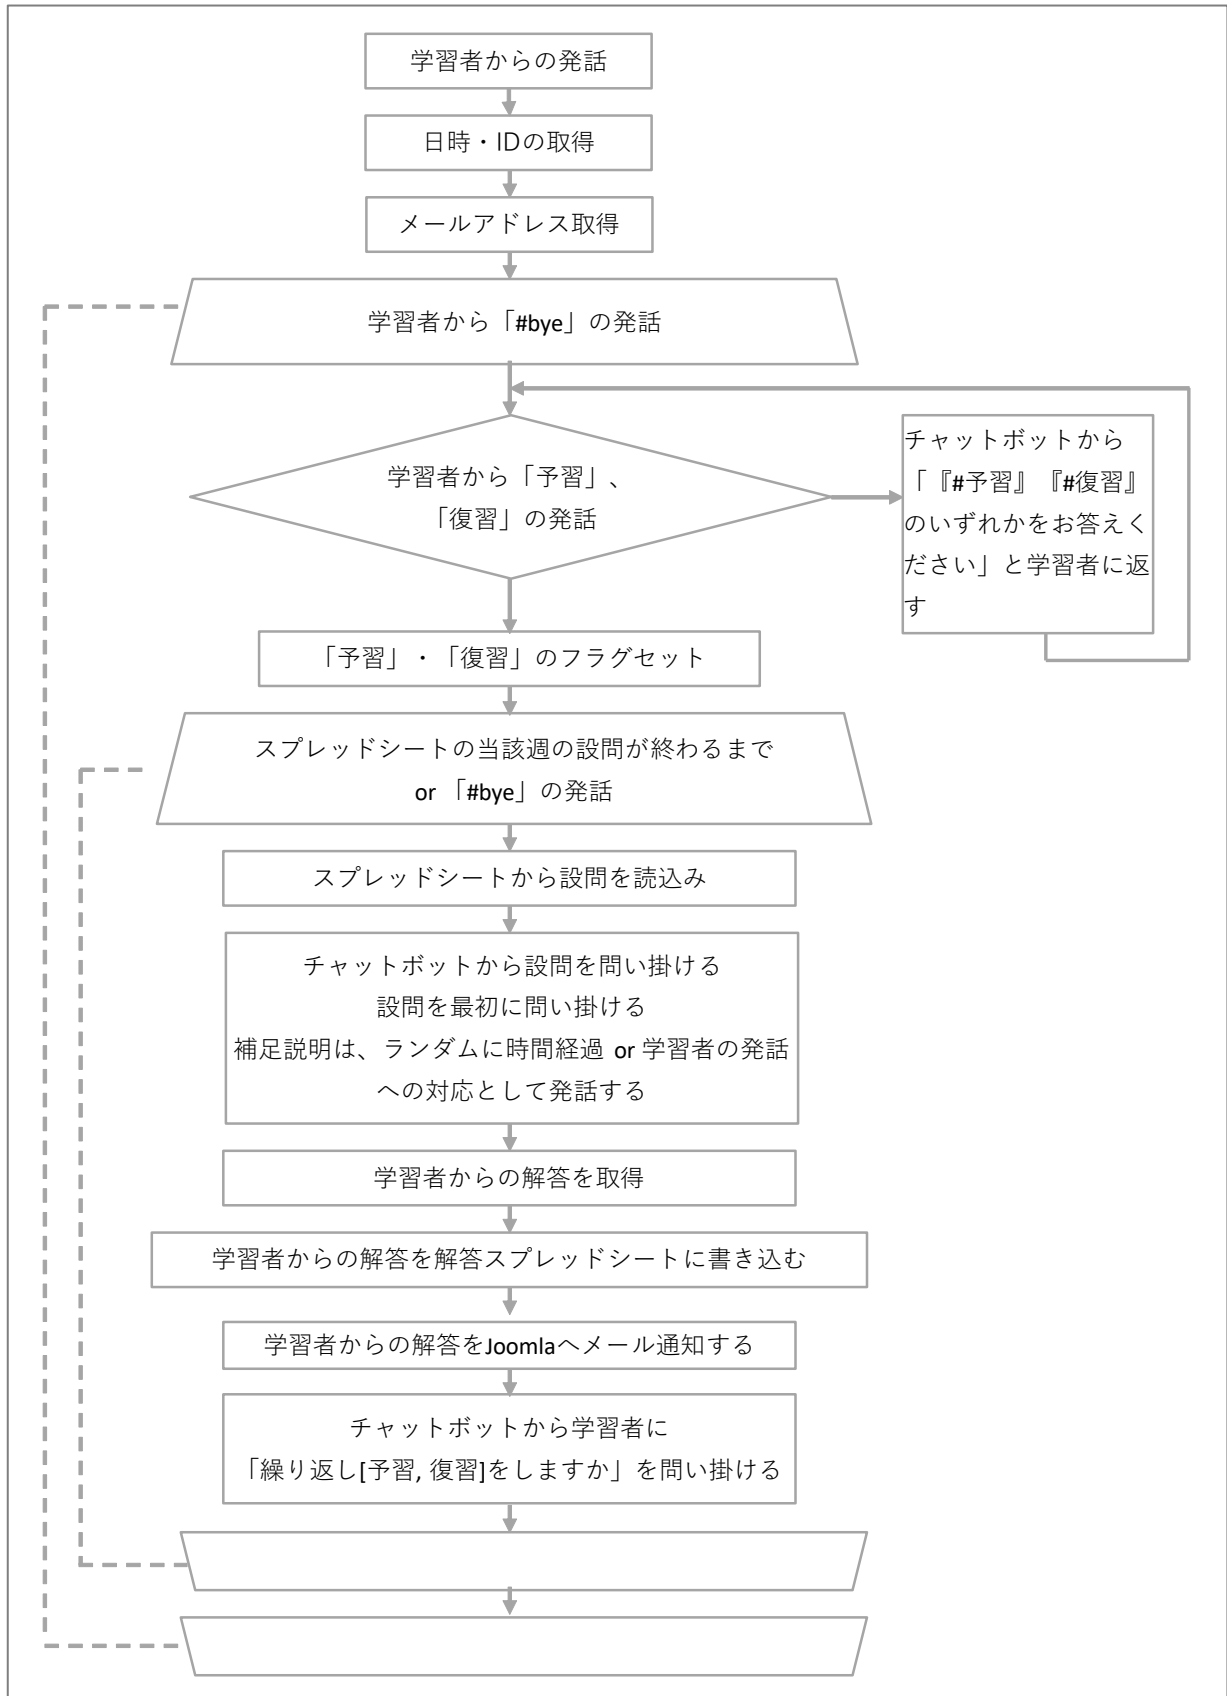 学習者からの発話
日時・IDの取得
メールアドレス取得
学習者から「#bye」の発話
学習者から「予習」、
「復習」の発話
チャットボットから
「『#予習』『#復習』
のいずれかをお答えく
ださい」と学習者に返
す
「予習」・「復習」のフラグセット
スプレッドシートの当該週の設問が終わるまで
or 「#bye」の発話
スプレッドシートから設問を読込み
チャットボットから設問を問い掛ける
設問を最初に問い掛ける
補足説明は、ランダムに時間経過 or 学習者の発話
への対応として発話する
学習者からの解答を取得
学習者からの解答を解答スプレッドシートに書き込む
学習者からの解答をJoomlaへメール通知する
チャットボットから学習者に
「繰り返し[予習, 復習]をしますか」を問い掛ける